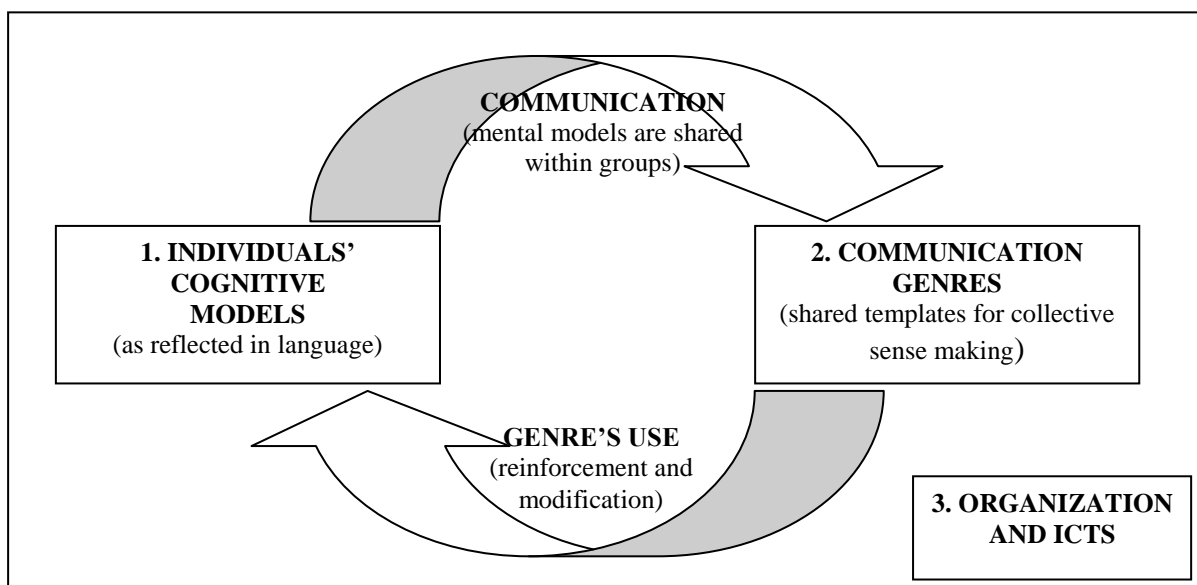 COMMUNICATION
(mental models are shared
within groups)
1. INDIVIDUALS’
COGNITIVE
MODELS
(as reflected in language)
2. COMMUNICATION
GENRES
(shared templates for collective
sense making)
GENRE’S USE
(reinforcement and
modification)
3. ORGANIZATION
AND ICTS